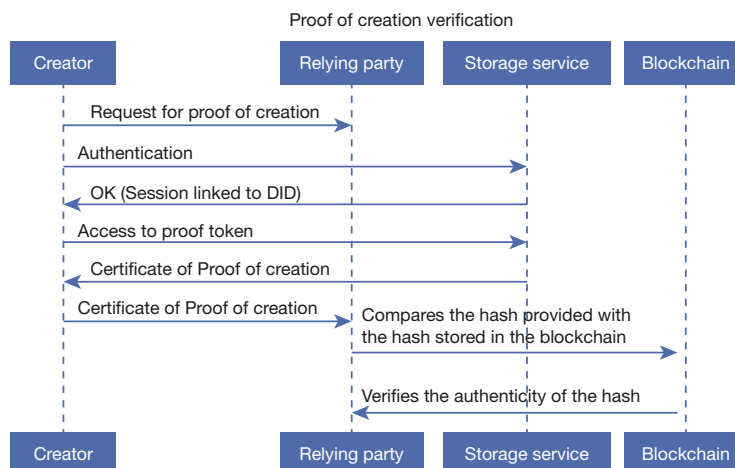 Proof of creation verification
Creator
Relying party
Storage service
Blockchain
Request for proof of creation
Authentication
OK (Session linked to DID)
Access to proof token
Certificate of Proof of creation
Certificate of Proof of creation
Compares the hash provided with
the hash stored in the blockchain
Verifies the authenticity of the hash
Creator
Relying party
Storage service
Blockchain